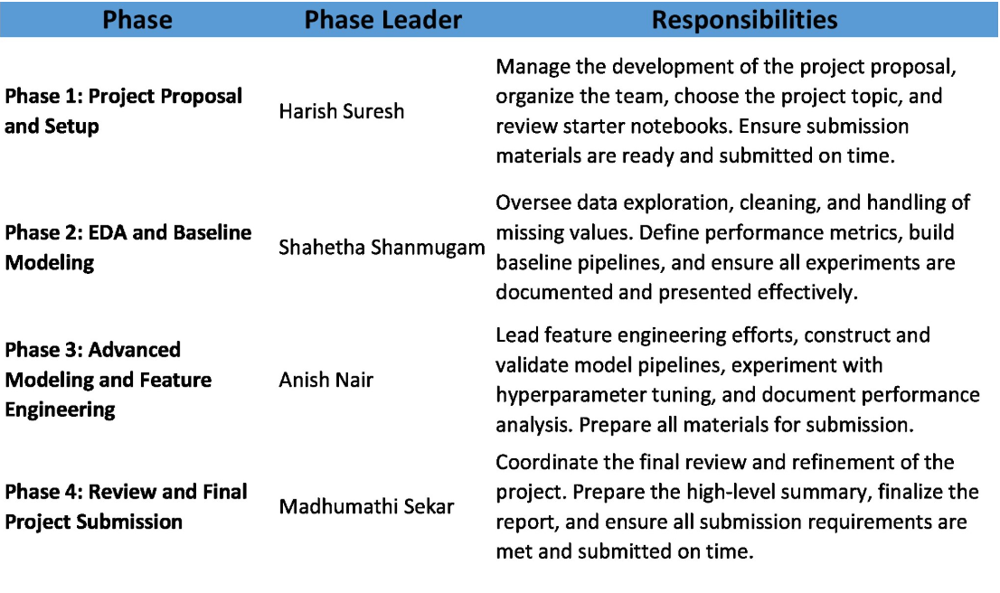 Phase Phase Leader Responsibilities
Phase 1: Project Proposal
and Setup
Harish Suresh
Manage the development of the project proposal,
organize the team, choose the project topic, and
review starter notebooks. Ensure submission
materials are ready and submitted on time.
Phase 2: EDA and Baseline
Modeling
Shahetha Shanmugam
Oversee data exploration, cleaning, and handling of
missing values. Define performance metrics, build
baseline pipelines, and ensure all experiments are
documented and presented effectively.
Phase 3: Advanced
Modeling and Feature
Engineering
Anish Nair
Lead feature engineering efforts, construct and
validate model pipelines, experiment with
hyperparameter tuning, and document performance
analysis. Prepare all materials for submission.
Phase 4: Review and Final
Project Submission
Madhumathi Sekar
Coordinate the final review and refinement of the
project. Prepare the high-level summary, finalize the
report, and ensure all submission requirements are
met and submitted on time.